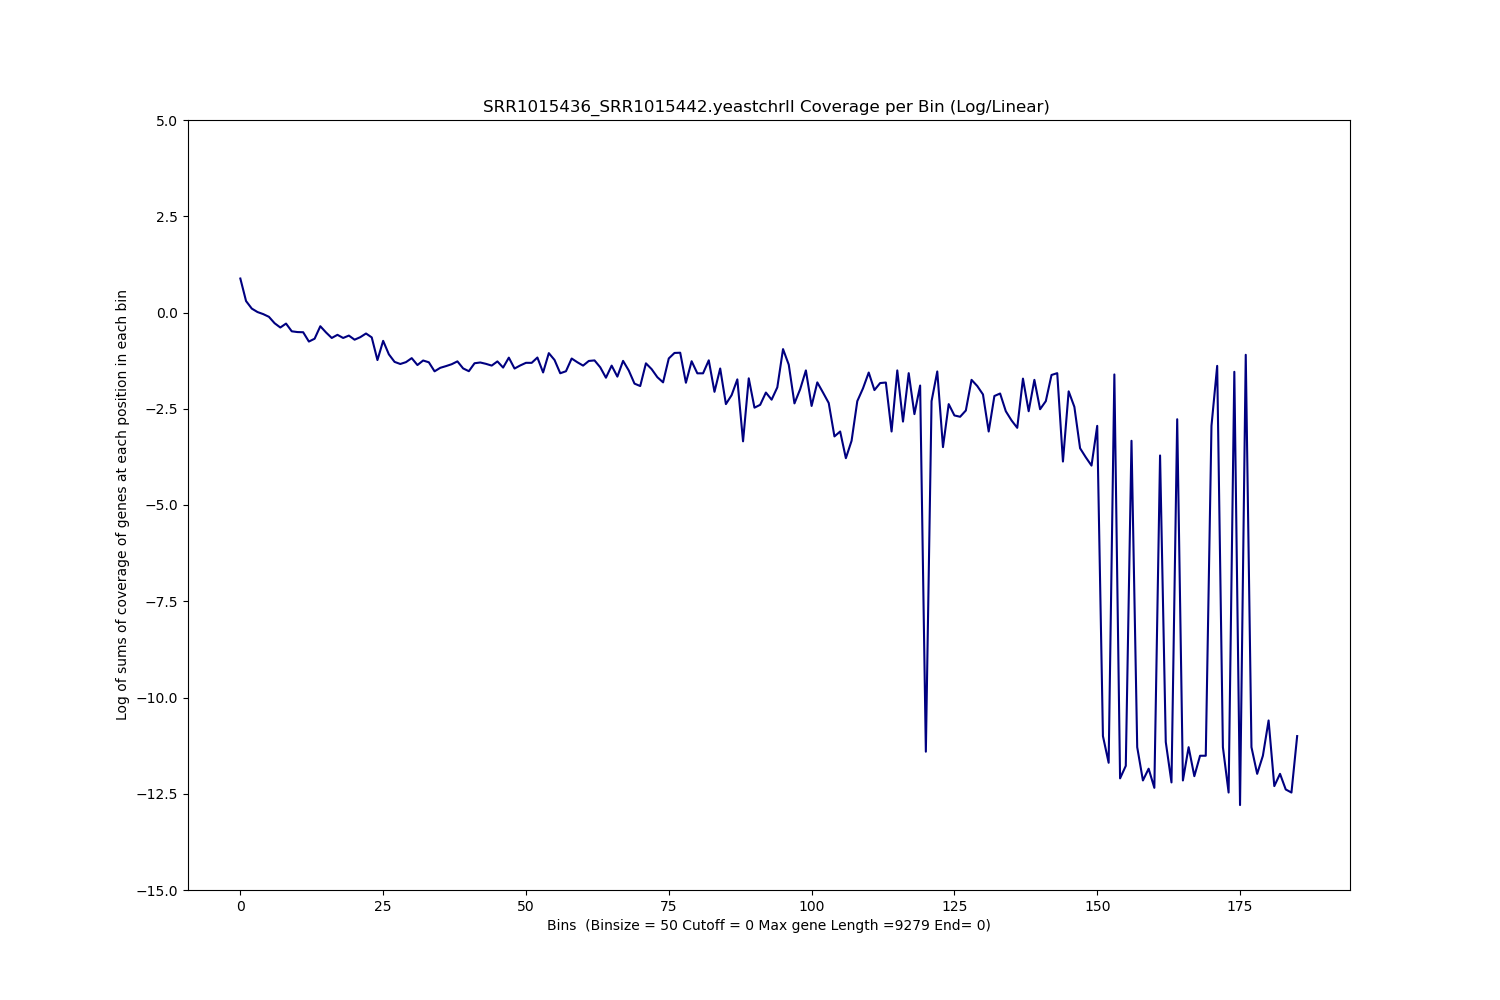 SRR1015436_SRR1015442.yeastchrII Coverage per Bin (Log/Linear)
5.0
2.5
0.0
−2.5
−5.0
−7.5
−10.0
−12.5
−15.0
Log of sums of coverage of genes at each position in each bin
0 25 50 75 100 125 150 175
Bins  (Binsize = 50 Cutoff = 0 Max gene Length =9279 End= 0)